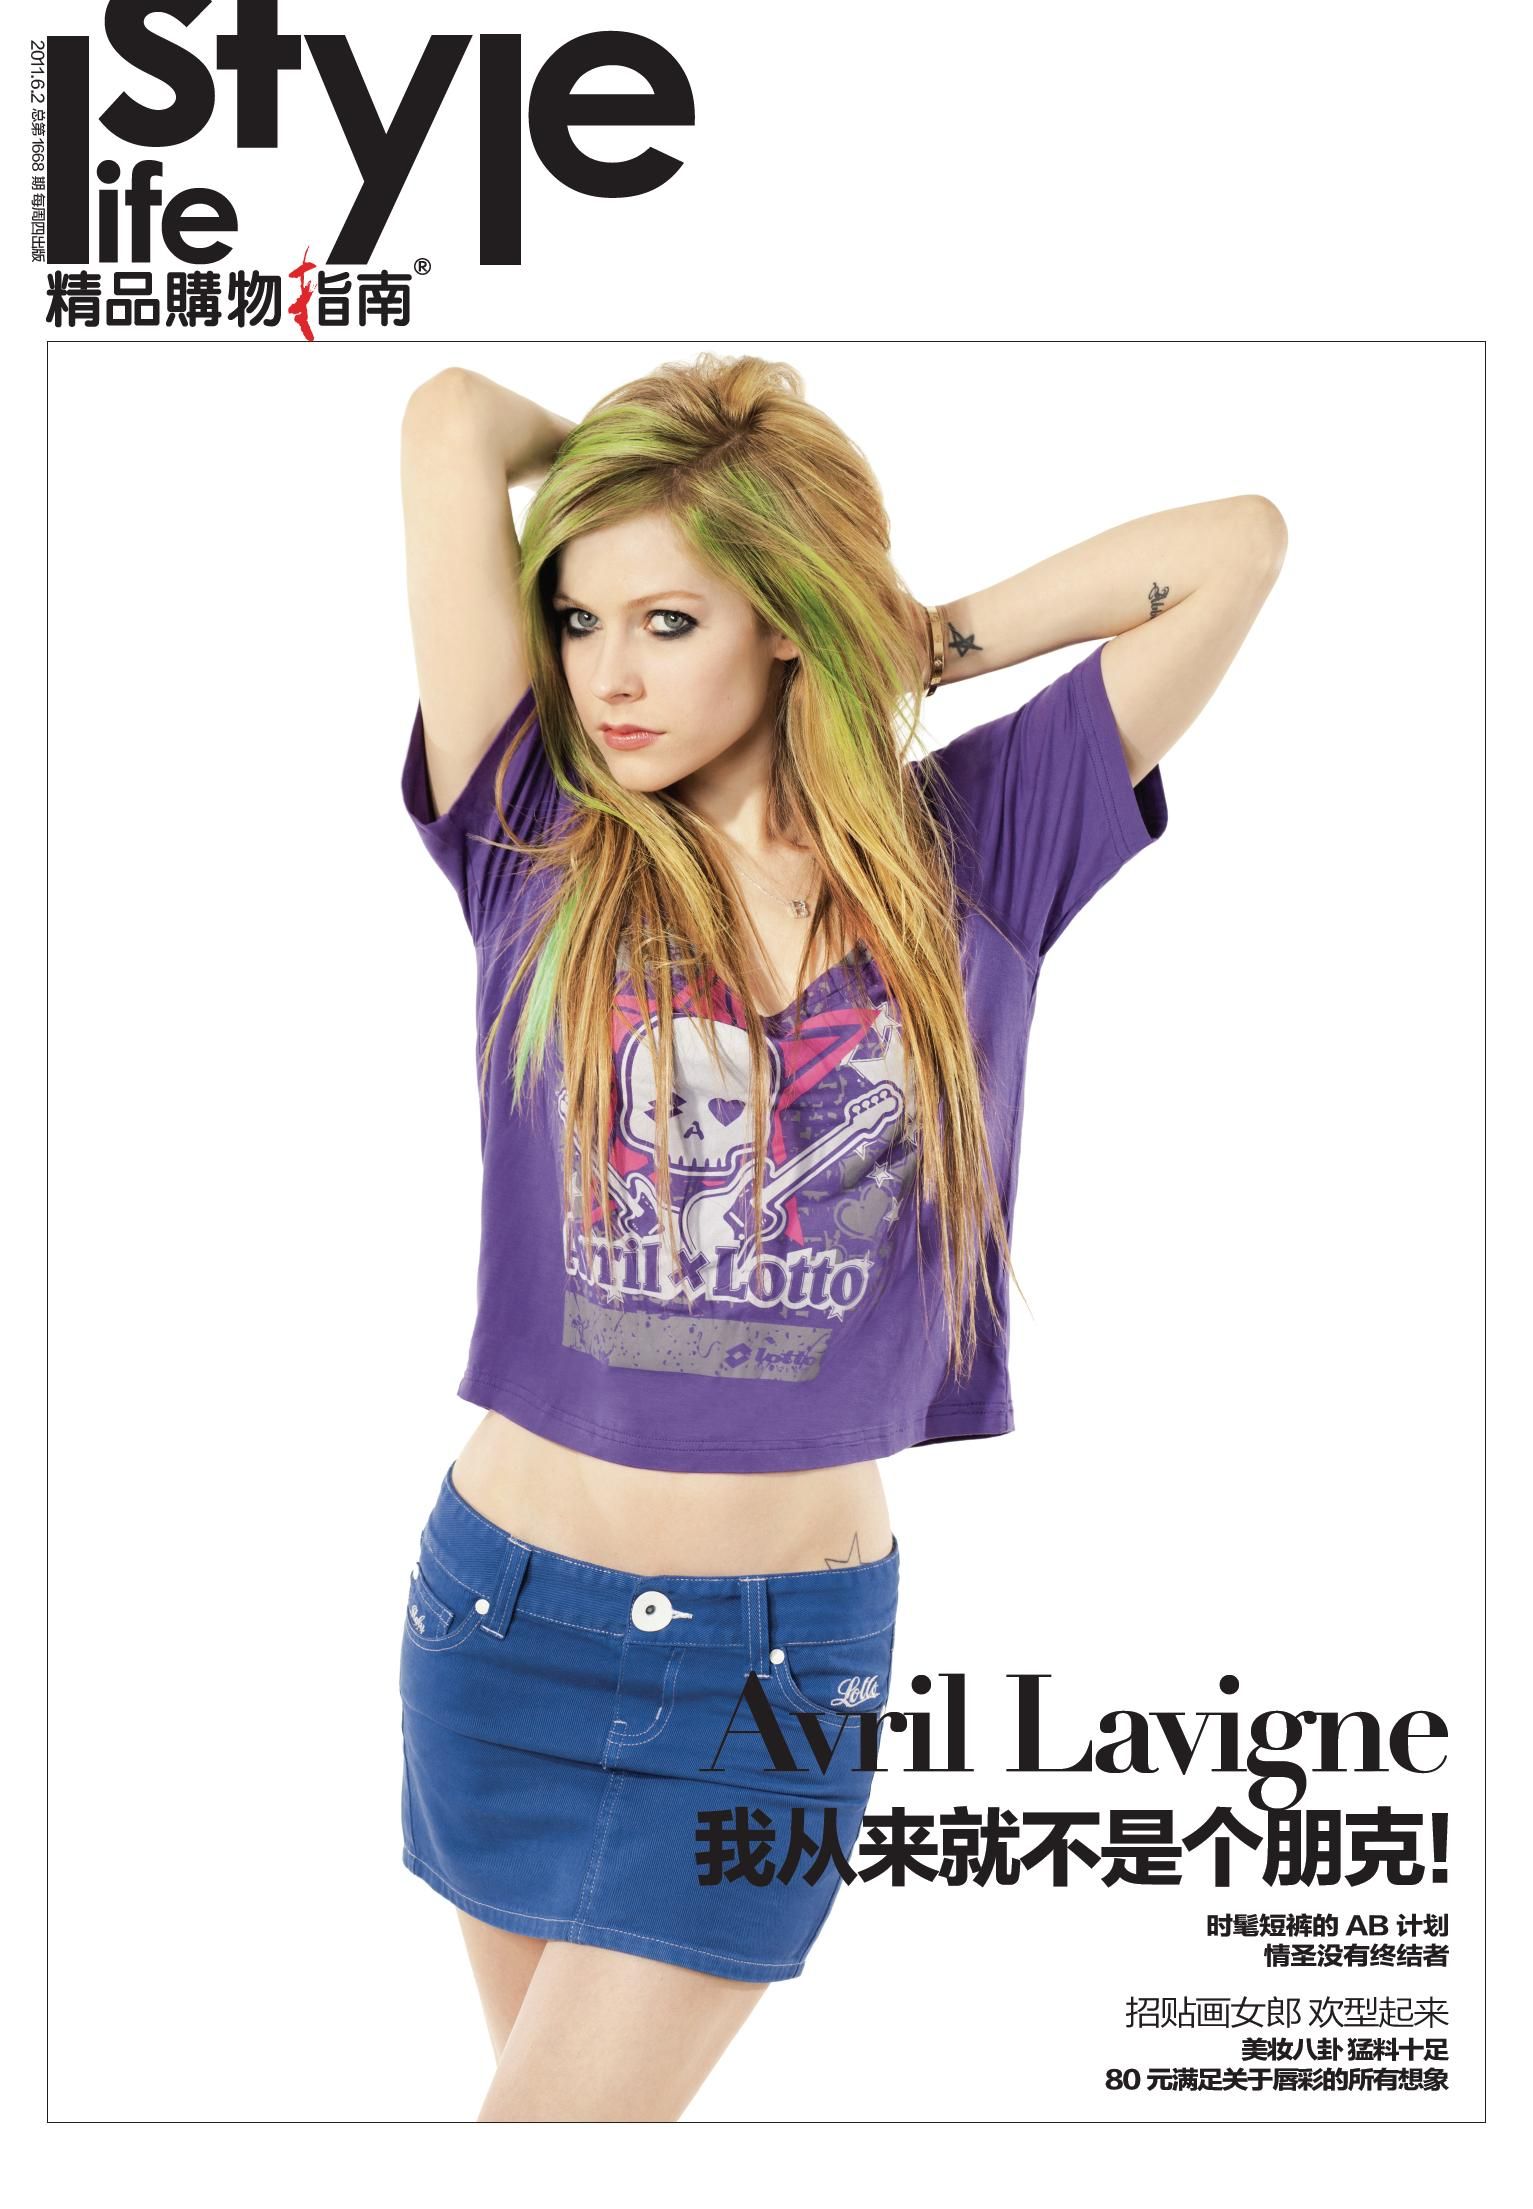 lifestyle
2011.6.2 总第1668期 每周四出版
精品購物指南®
Avril×Lotto
lotto
Lotto
Avril Lavigne
我从来就不是个朋克!
时髦短裤的 AB 计划
情圣没有终结者
招贴画女郎 欢型起来
美妆八卦 猛料十足
80 元满足关于唇彩的所有想象